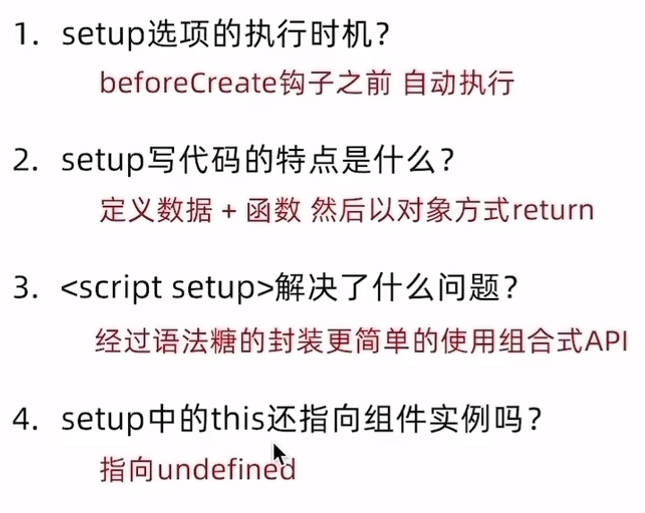 1. setup选项的执行时机？
beforeCreate钩子之前 自动执行
2. setup写代码的特点是什么？
定义数据 + 函数 然后以对象方式return
3. <script setup>解决了什么问题？
经过语法糖的封装更简单的使用组合式API
4. setup中的this还指向组件实例吗？
指向undefined